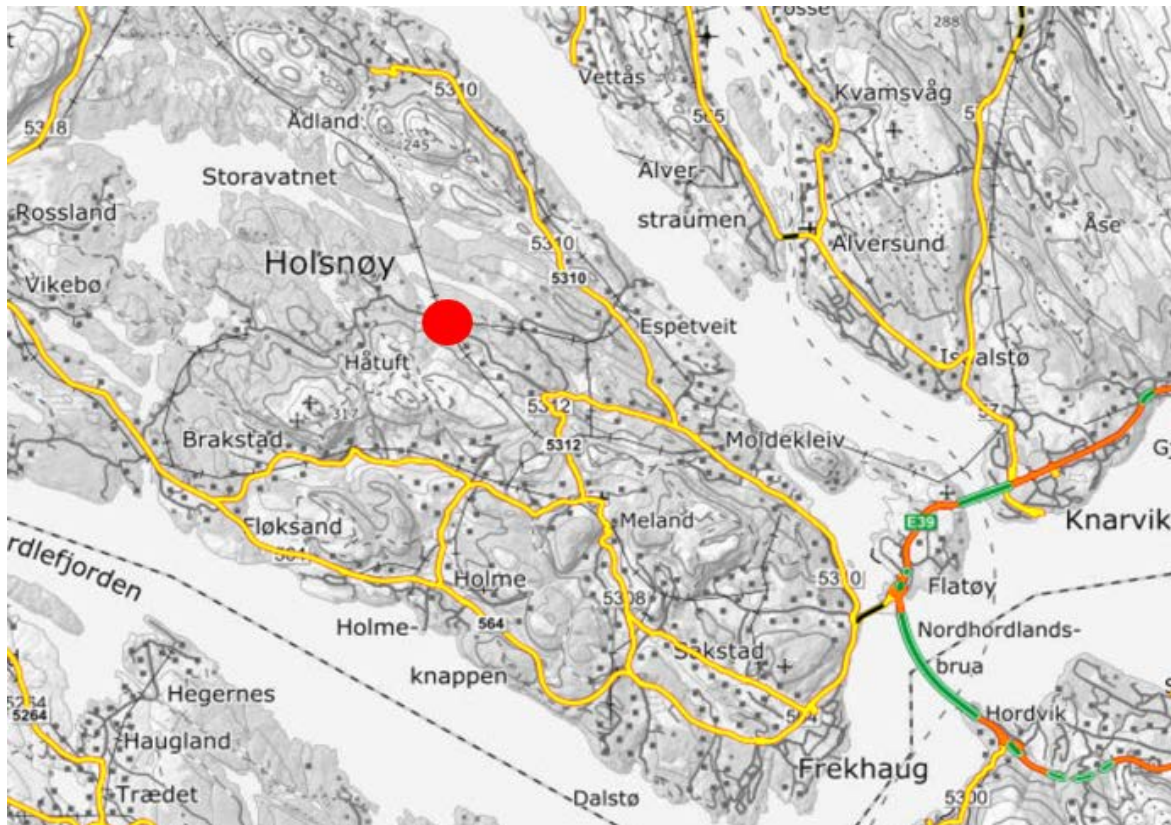 Fosse
288
5310
Vettås
Kvamsvåg
565
5318
Ådland
245
Storavatnet
Alver-
straumen
Rossland
Alversund
Åse
5310
5310
Holsnøy
Vikebø
Espetveit
Håtuft
5312
317
5312
57
Brakstad
Moldekleiv
Fløksand
Meland
E39
Knarvik
rdlefjorden
Holme
5310
Flatøy
5308
564
Holme-
knappen
Nordhordlands-
brua
Sakstad
Hegernes
5264
5264
Hordvik
Haugland
Frekhaug
Trædet
Dalstø
5300